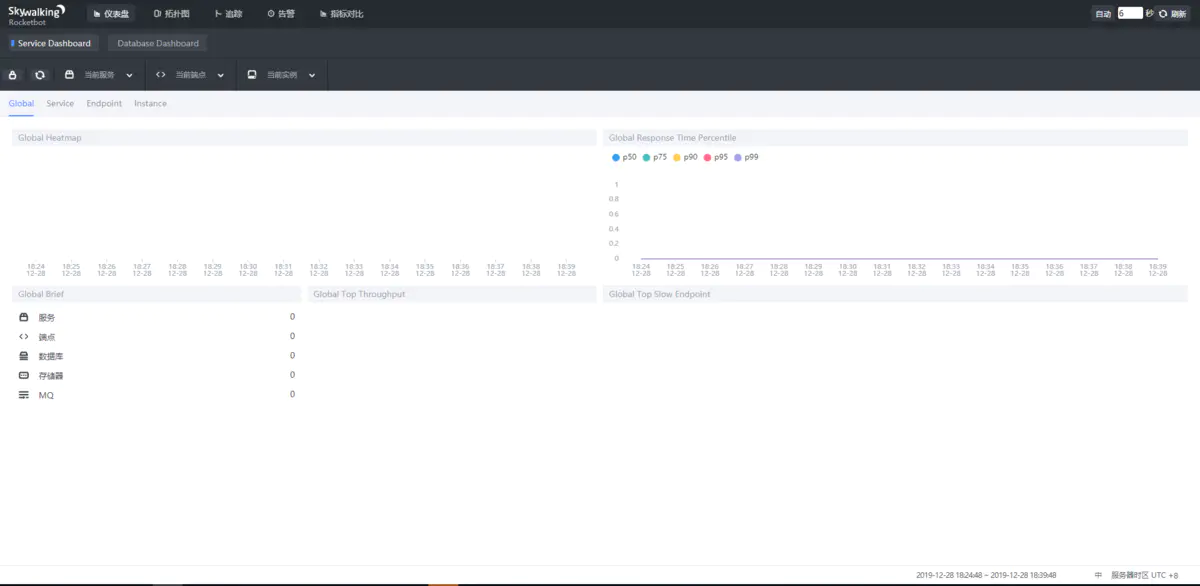 Skywalking
Rocketbot
仪表盘 拓扑图 追踪 告警 指标对比 自动 6 秒 刷新
Service Dashboard Database Dashboard
当前服务 当前端点 当前实例
Global Service Endpoint Instance
Global Heatmap Global Response Time Percentile
p50 p75 p90 p95 p99
1
0.8
0.6
0.4
0.2
0
18:24 18:25 18:26 18:27 18:28 18:29 18:30 18:31 18:32 18:33 18:34 18:35 18:36 18:37 18:38 18:39 18:24 18:25 18:26 18:27 18:28 18:29 18:30 18:31 18:32 18:33 18:34 18:35 18:36 18:37 18:38 18:39
12-28 12-28 12-28 12-28 12-28 12-28 12-28 12-28 12-28 12-28 12-28 12-28 12-28 12-28 12-28 12-28 12-28 12-28 12-28 12-28 12-28 12-28 12-28 12-28 12-28 12-28 12-28 12-28 12-28 12-28 12-28 12-28
Global Brief Global Top Throughput Global Top Slow Endpoint
服务 0
端点 0
数据库 0
存储器 0
MQ 0
2019-12-28 18:24:48 ~ 2019-12-28 18:39:48 中 服务器时区 UTC +8